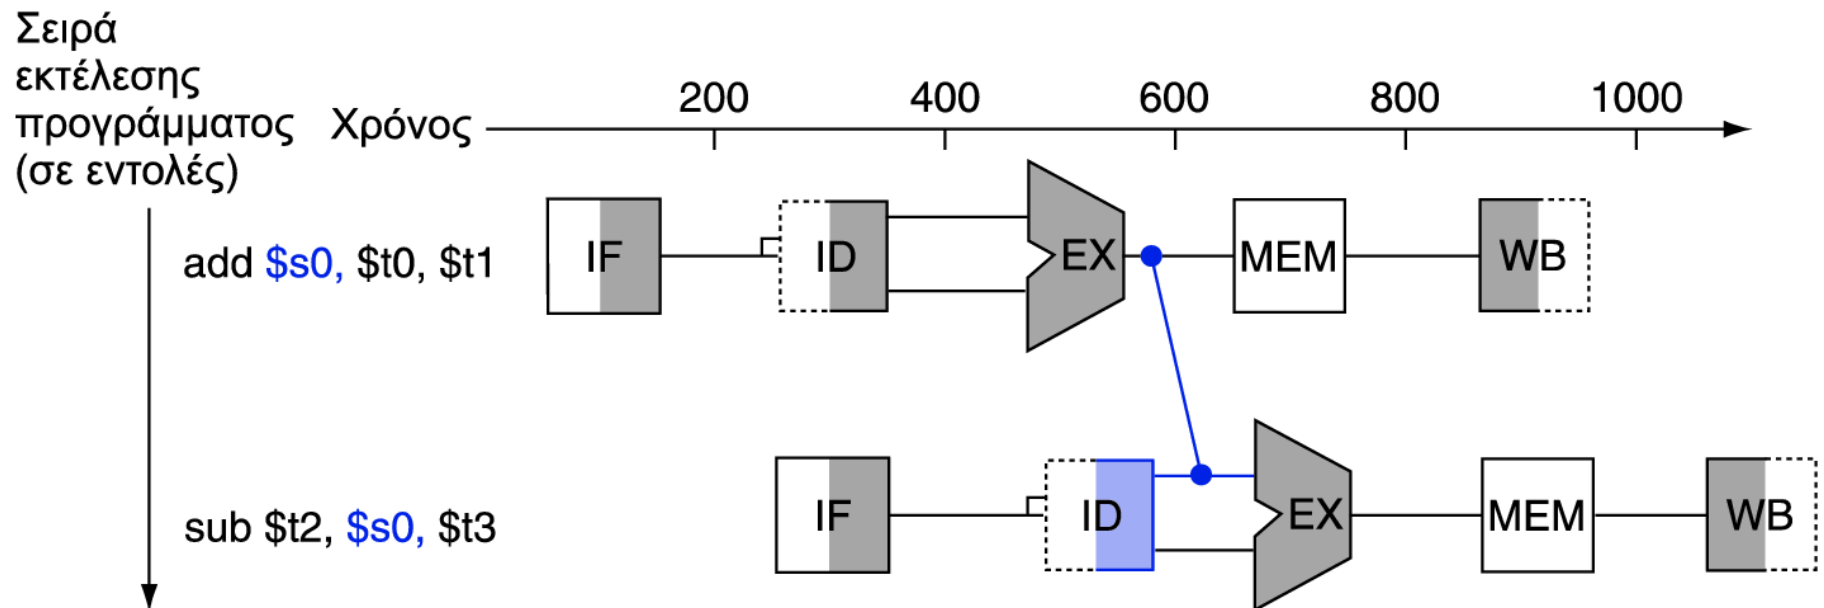 Σειρά
εκτέλεσης
προγράμματος
(σε εντολές)
Χρόνος
200 400 600 800 1000
add $s0, $t0, $t1
IF ID EX MEM WB
sub $t2, $s0, $t3
IF ID EX MEM WB